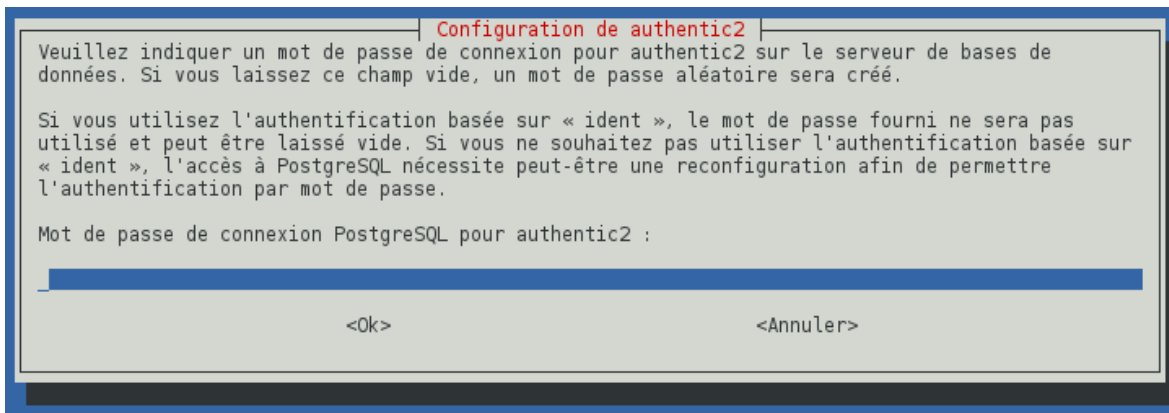 Configuration de authentic2
Veuillez indiquer un mot de passe de connexion pour authentic2 sur le serveur de bases de
données. Si vous laissez ce champ vide, un mot de passe aléatoire sera créé.
Si vous utilisez l'authentification basée sur « ident », le mot de passe fourni ne sera pas
utilisé et peut être laissé vide. Si vous ne souhaitez pas utiliser l'authentification basée sur
« ident », l'accès à PostgreSQL nécessite peut-être une reconfiguration afin de permettre
l'authentification par mot de passe.
Mot de passe de connexion PostgreSQL pour authentic2 :
<Ok> <Annuler>